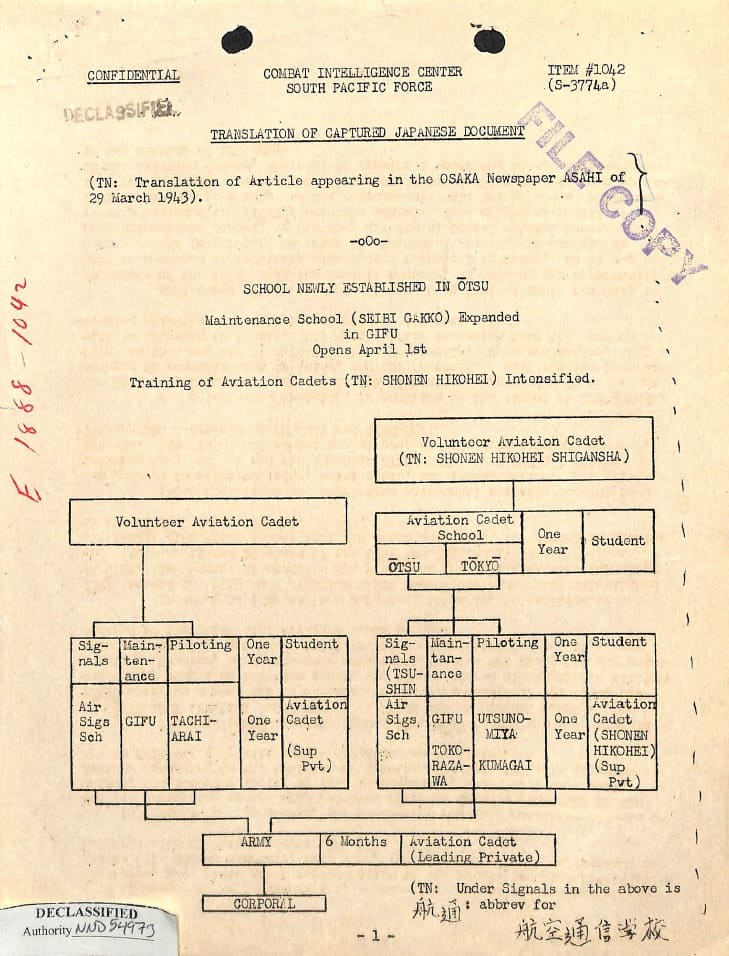 CONFIDENTIAL
COMBAT INTELLIGENCE CENTER
SOUTH PACIFIC FORCE
ITEM #1042
(S-3774a)
DECLASSIFIED
TRANSLATION OF CAPTURED JAPANESE DOCUMENT
FILE COPY
(TN: Translation of Article appearing in the OSAKA Newspaper ASAHI of
29 March 1943).
-oOo-
E 1888-1042
SCHOOL NEWLY ESTABLISHED IN ŌTSU
Maintenance School (SEIBI GAKKO) Expanded
in GIFU
Opens April 1st
Training of Aviation Cadets (TN: SHONEN HIKOHEI) Intensified.
Volunteer Aviation Cadet
(TN: SHONEN HIKOHEI SHIGANSHA)
Volunteer Aviation Cadet
Aviation Cadet
School
ŌTSU
TŌKYŌ
One
Year
Student
Sig-
nals
Main-
ten-
ance
Piloting
One
Year
Student
Air
Sigs
Sch
GIFU
TACHI-
ARAI
One
Year
Aviation
Cadet
(Sup
Pvt)
Sig-
nals
(TSU-
SHIN
Main-
tan-
ance
Piloting
One
Year
Student
Air
Sigs
Sch
GIFU
TOKO-
RAZA-
WA
UTSUNO-
MIYA
KUMAGAI
One
Year
Aviation
Cadet
(SHONEN
HIKOHEI)
(Sup
Pvt)
ARMY
6 Months
Aviation Cadet
(Leading Private)
CORPORAL
(TN: Under Signals in the above is
航通: abbrev for
航空通信学校
DECLASSIFIED
Authority NND 54973
-1-